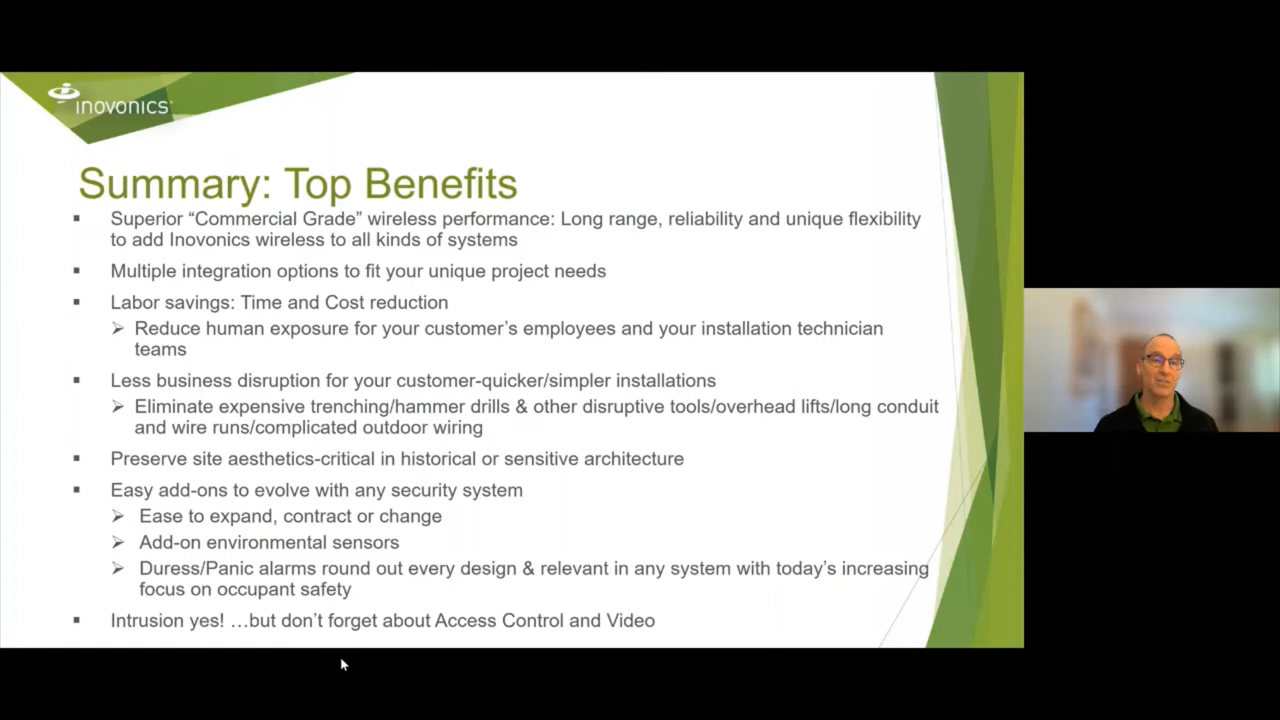 inovonics
Summary: Top Benefits
Superior “Commercial Grade” wireless performance: Long range, reliability and unique flexibility
to add Inovonics wireless to all kinds of systems
Multiple integration options to fit your unique project needs
Labor savings: Time and Cost reduction
Reduce human exposure for your customer’s employees and your installation technician
teams
Less business disruption for your customer-quicker/simpler installations
Eliminate expensive trenching/hammer drills & other disruptive tools/overhead lifts/long conduit
and wire runs/complicated outdoor wiring
Preserve site aesthetics-critical in historical or sensitive architecture
Easy add-ons to evolve with any security system
Ease to expand, contract or change
Add-on environmental sensors
Duress/Panic alarms round out every design & relevant in any system with today’s increasing
focus on occupant safety
Intrusion yes! …but don’t forget about Access Control and Video